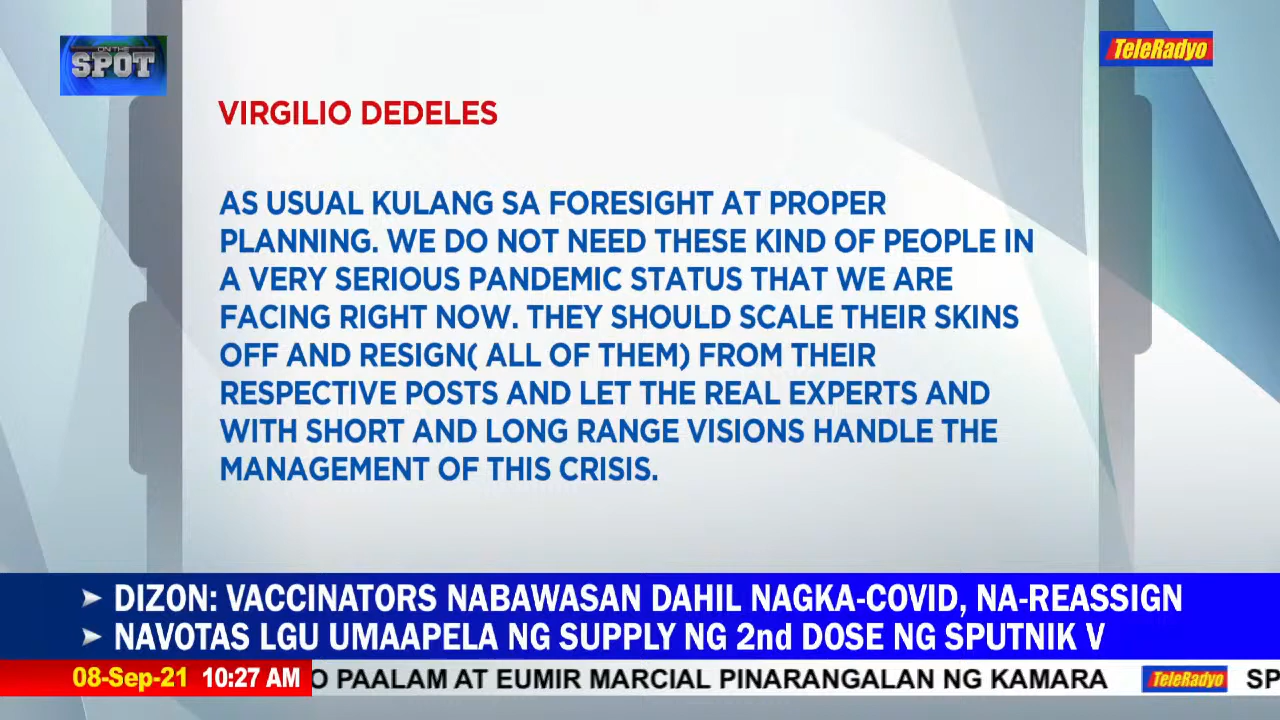 ON THE
SPOT
TeleRadyo
VIRGILIO DEDELES
AS USUAL KULANG SA FORESIGHT AT PROPER
PLANNING. WE DO NOT NEED THESE KIND OF PEOPLE IN
A VERY SERIOUS PANDEMIC STATUS THAT WE ARE
FACING RIGHT NOW. THEY SHOULD SCALE THEIR SKINS
OFF AND RESIGN( ALL OF THEM) FROM THEIR
RESPECTIVE POSTS AND LET THE REAL EXPERTS AND
WITH SHORT AND LONG RANGE VISIONS HANDLE THE
MANAGEMENT OF THIS CRISIS.
➢ DIZON: VACCINATORS NABAWASAN DAHIL NAGKA-COVID, NA-REASSIGN
➢ NAVOTAS LGU UMAAPELA NG SUPPLY NG 2nd DOSE NG SPUTNIK V
08-Sep-21 10:27 AM O PAALAM AT EUMIR MARCIAL PINARANGALAN NG KAMARA TeleRadyo SP